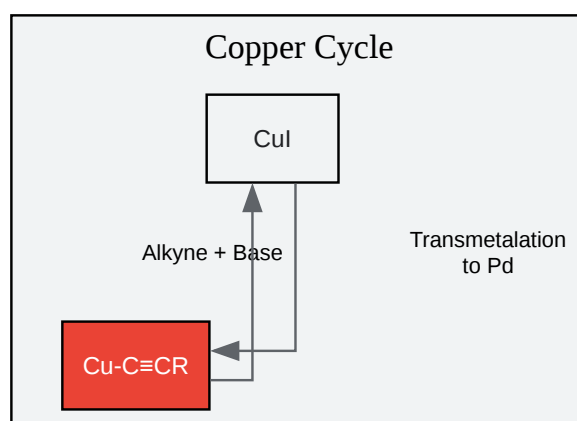 Copper Cycle
CuI
Alkyne + Base
Transmetalation
to Pd
Cu-C≡CR